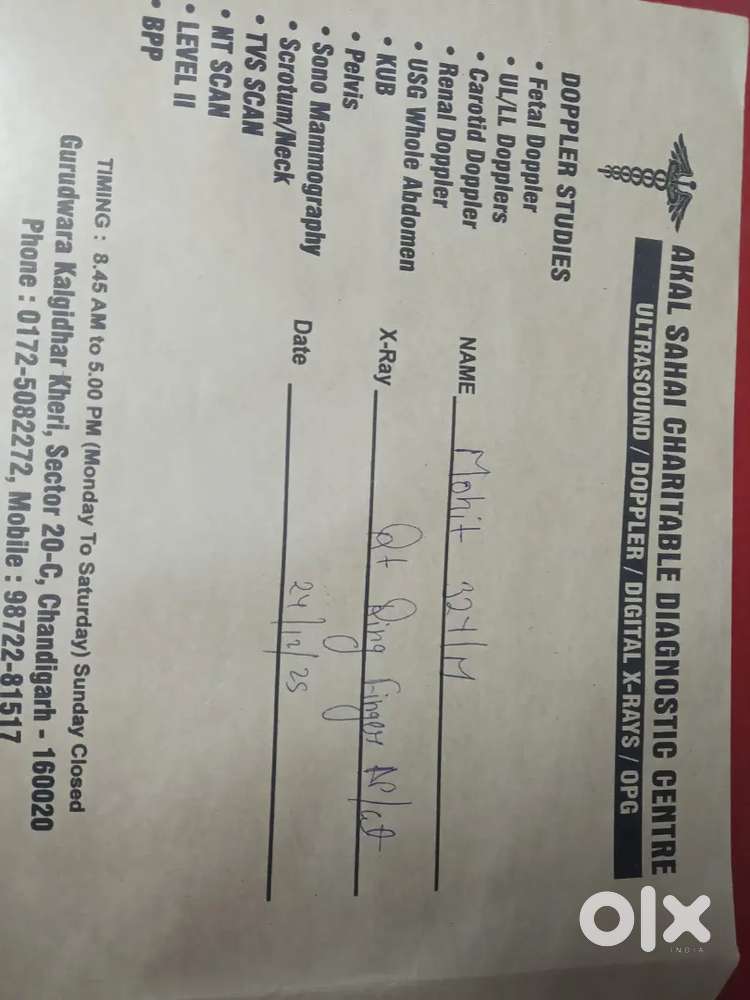 AKAL SAHAI CHARITABLE DIAGNOSTIC CENTRE
ULTRASOUND / DOPPLER / DIGITAL X-RAYS / OPG
DOPPLER STUDIES
• Fetal Doppler
• UL/LL Dopplers
• Carotid Doppler
• Renal Doppler
• USG Whole Abdomen
• KUB
• Pelvis
• Sono Mammography
• Scrotum/Neck
• TVS SCAN
• NT SCAN
• LEVEL II
• BPP
NAME Mohit 32Y/M
X-Ray Rt Ring Finger AP/Lat
Date 24/12/25
TIMING : 8.45 AM to 5.00 PM (Monday To Saturday) Sunday Closed
Gurudwara Kalgidhar Kheri, Sector 20-C, Chandigarh - 160020
Phone : 0172-5082272, Mobile : 98722-81517
olx
INDIA